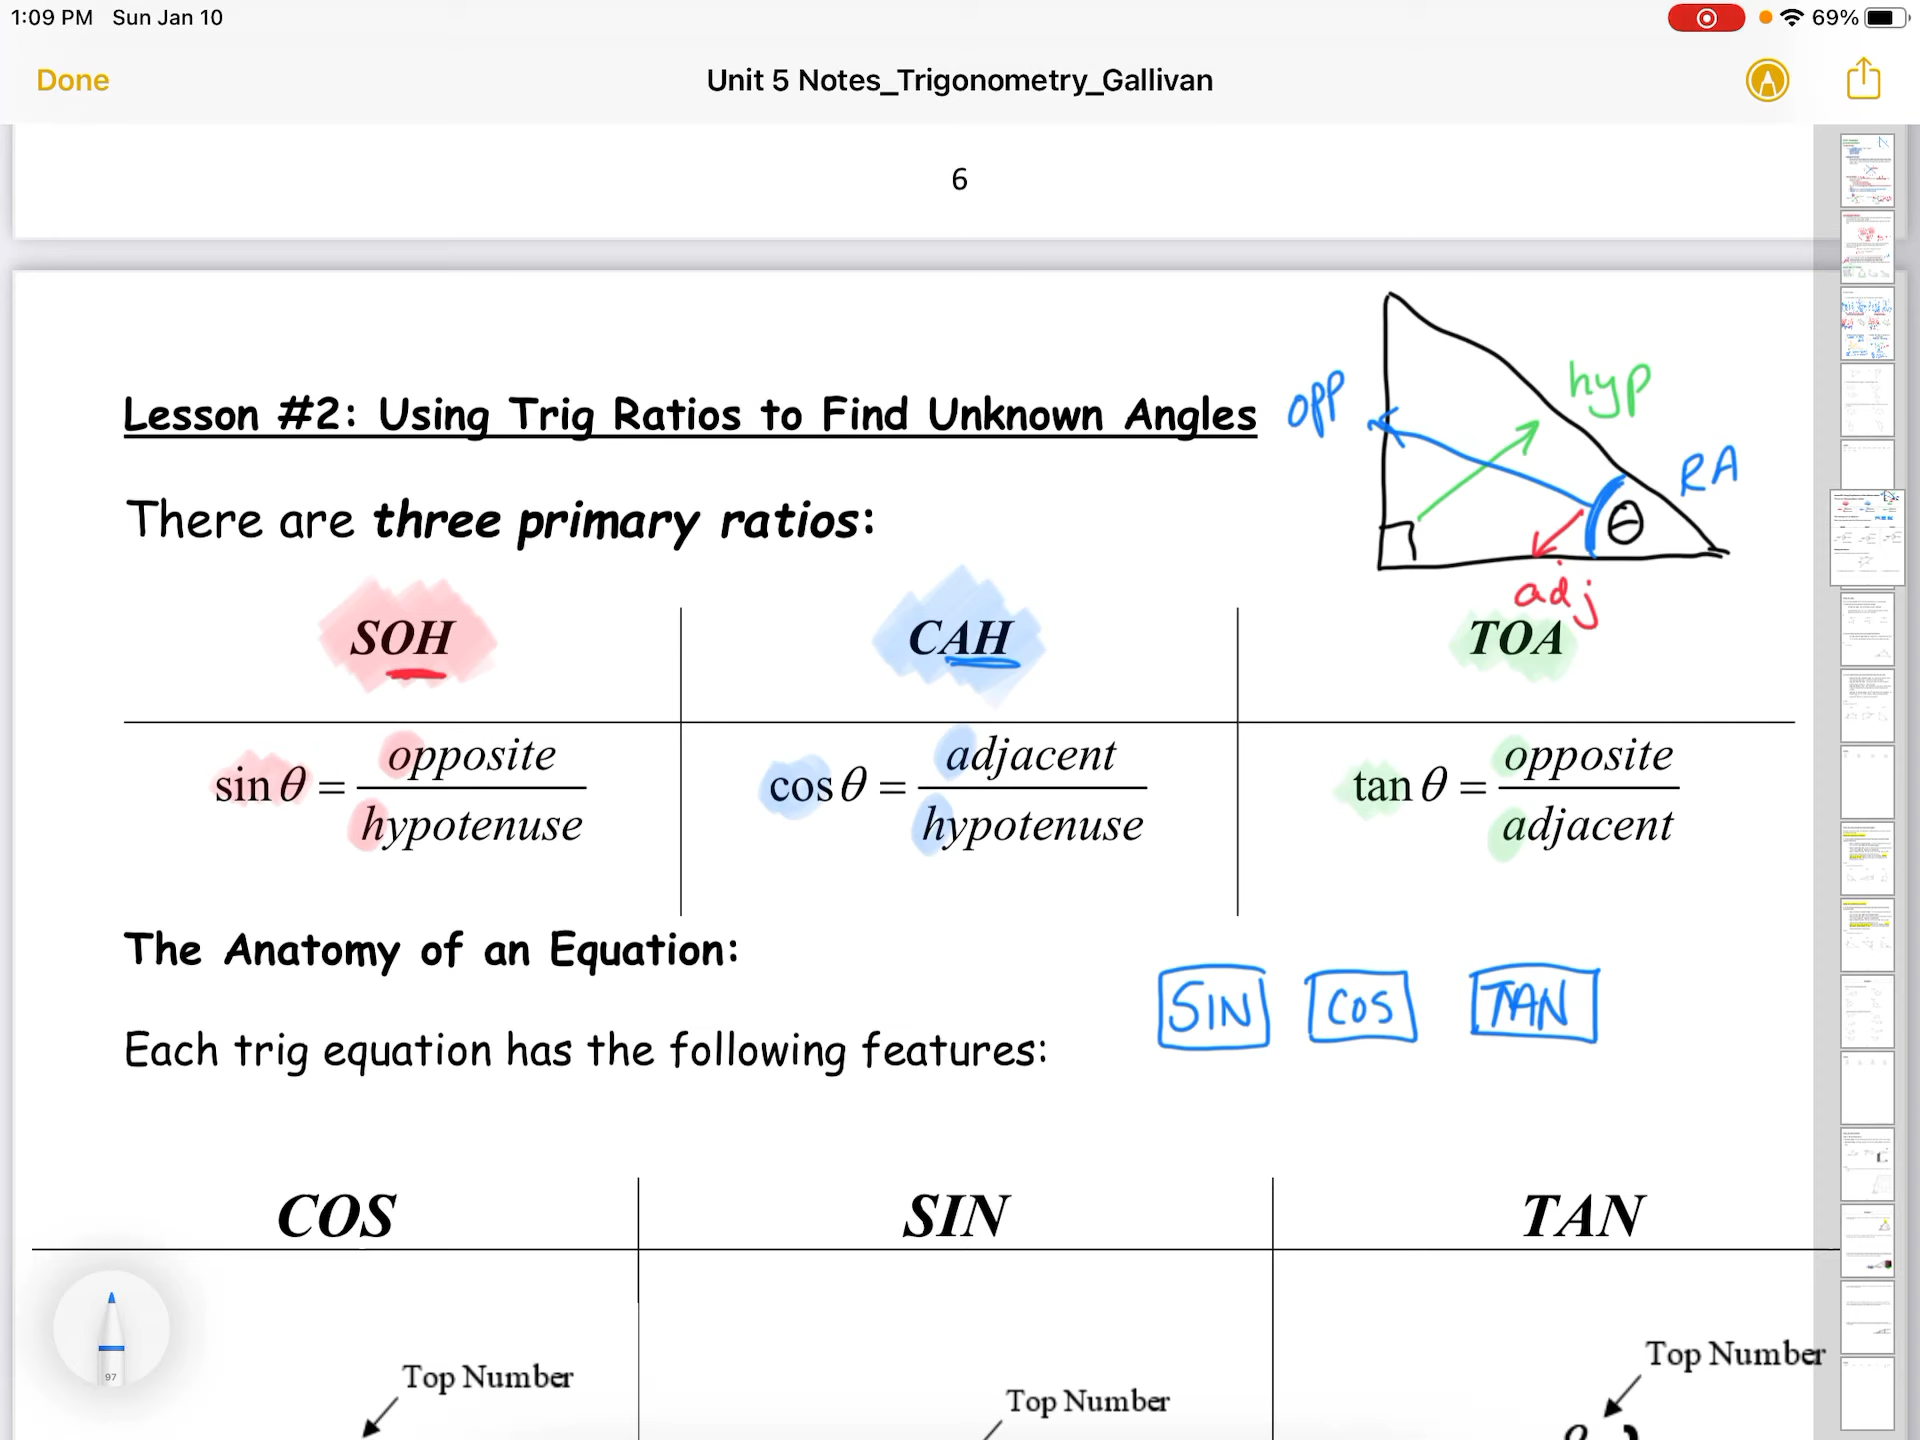 1:09 PM Sun Jan 10
69%
Done
Unit 5 Notes_Trigonometry_Gallivan
6
Lesson #2: Using Trig Ratios to Find Unknown Angles
opp
hyp
RA
θ
adj
There are three primary ratios:
SOH
CAH
TOA
sin θ = opposite / hypotenuse
cos θ = adjacent / hypotenuse
tan θ = opposite / adjacent
The Anatomy of an Equation:
SIN COS TAN
Each trig equation has the following features:
COS
SIN
TAN
Top Number
Top Number
Top Number
97